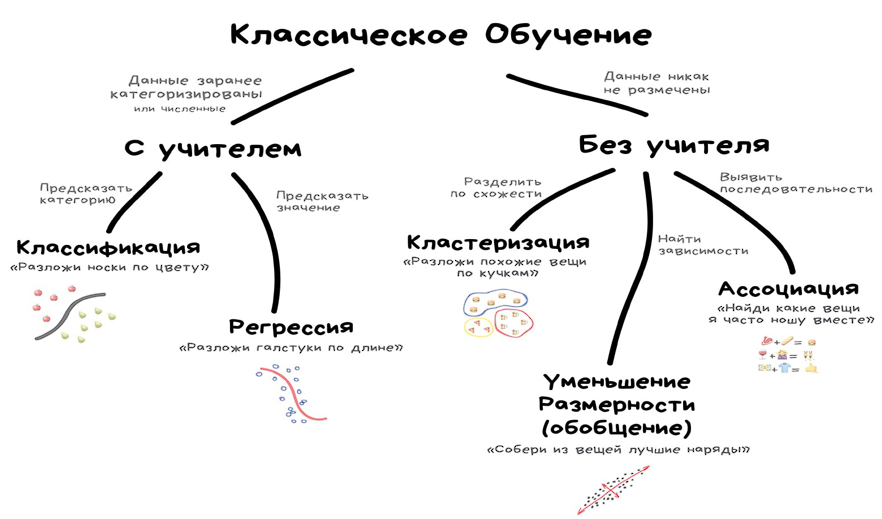 Классическое Обучение
Данные заранее
категоризированы
или численные
Данные никак
не размечены
С учителем
Без учителя
Предсказать
категорию
Предсказать
значение
Разделить
по схожести
Выявить
последовательности
Классификация
«Разложи носки по цвету»
Кластеризация
«Разложи похожие вещи
по кучкам»
Найти
зависимости
Ассоциация
«Найди какие вещи
я часто ношу вместе»
Регрессия
«Разложи галстуки по длине»
Уменьшение
Размерности
(обобщение)
«Собери из вещей лучшие наряды»